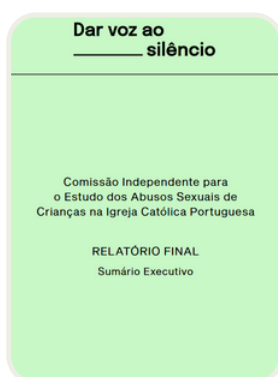 Dar voz ao
silêncio
Comissão Independente para
o Estudo dos Abusos Sexuais de
Crianças na Igreja Católica Portuguesa
RELATÓRIO FINAL
Sumário Executivo